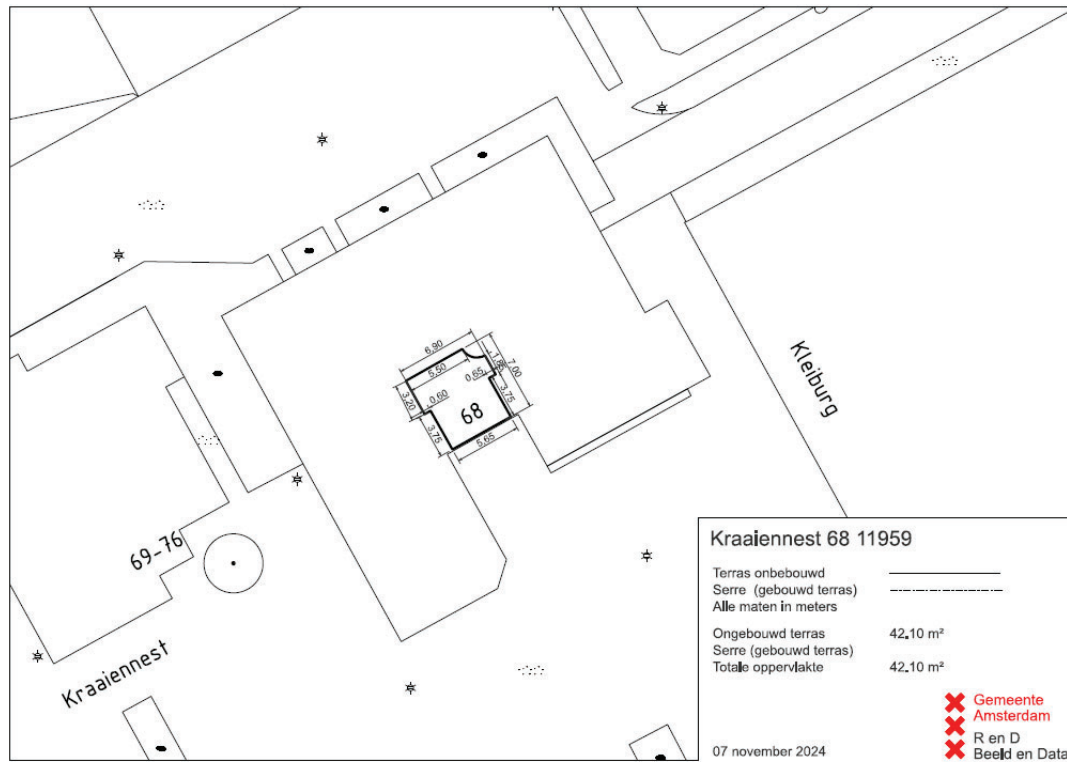 6.90
5.50
1.85
7.00
0.65
3.20
0.60
3.75
68
3.75
5.65
Kleiburg
69-76
Kraaiennest
Kraaiennest 68 11959
Terras onbebouwd
Serre (gebouwd terras)
Alle maten in meters
Ongebouwd terras 42.10 m²
Serre (gebouwd terras)
Totale oppervlakte 42.10 m²
Gemeente
Amsterdam
R en D
Beeld en Data
07 november 2024